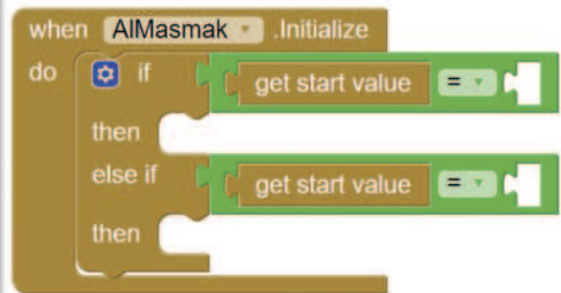 when AlMasmak .Initialize
do if get start value =
then
else if get start value =
then